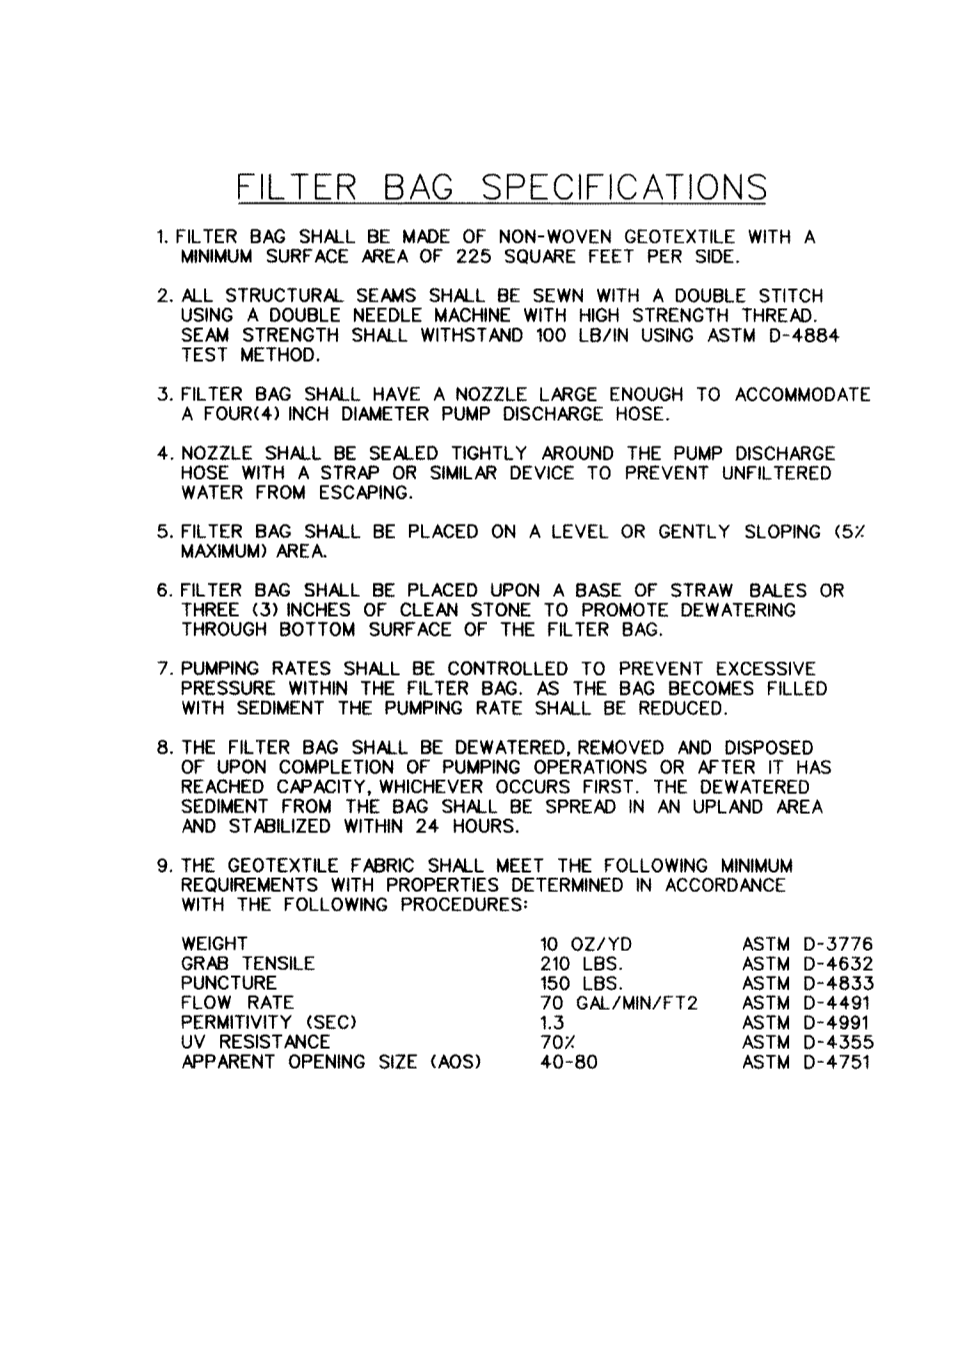 FILTER BAG SPECIFICATIONS
1. FILTER BAG SHALL BE MADE OF NON-WOVEN GEOTEXTILE WITH A
MINIMUM SURFACE AREA OF 225 SQUARE FEET PER SIDE.
2. ALL STRUCTURAL SEAMS SHALL BE SEWN WITH A DOUBLE STITCH
USING A DOUBLE NEEDLE MACHINE WITH HIGH STRENGTH THREAD.
SEAM STRENGTH SHALL WITHSTAND 100 LB/IN USING ASTM D-4884
TEST METHOD.
3. FILTER BAG SHALL HAVE A NOZZLE LARGE ENOUGH TO ACCOMMODATE
A FOUR(4) INCH DIAMETER PUMP DISCHARGE HOSE.
4. NOZZLE SHALL BE SEALED TIGHTLY AROUND THE PUMP DISCHARGE
HOSE WITH A STRAP OR SIMILAR DEVICE TO PREVENT UNFILTERED
WATER FROM ESCAPING.
5. FILTER BAG SHALL BE PLACED ON A LEVEL OR GENTLY SLOPING (5%
MAXIMUM) AREA.
6. FILTER BAG SHALL BE PLACED UPON A BASE OF STRAW BALES OR
THREE (3) INCHES OF CLEAN STONE TO PROMOTE DEWATERING
THROUGH BOTTOM SURFACE OF THE FILTER BAG.
7. PUMPING RATES SHALL BE CONTROLLED TO PREVENT EXCESSIVE
PRESSURE WITHIN THE FILTER BAG. AS THE BAG BECOMES FILLED
WITH SEDIMENT THE PUMPING RATE SHALL BE REDUCED.
8. THE FILTER BAG SHALL BE DEWATERED, REMOVED AND DISPOSED
OF UPON COMPLETION OF PUMPING OPERATIONS OR AFTER IT HAS
REACHED CAPACITY, WHICHEVER OCCURS FIRST. THE DEWATERED
SEDIMENT FROM THE BAG SHALL BE SPREAD IN AN UPLAND AREA
AND STABILIZED WITHIN 24 HOURS.
9. THE GEOTEXTILE FABRIC SHALL MEET THE FOLLOWING MINIMUM
REQUIREMENTS WITH PROPERTIES DETERMINED IN ACCORDANCE
WITH THE FOLLOWING PROCEDURES:
WEIGHT 10 OZ/YD ASTM D-3776
GRAB TENSILE 210 LBS. ASTM D-4632
PUNCTURE 150 LBS. ASTM D-4833
FLOW RATE 70 GAL/MIN/FT2 ASTM D-4491
PERMITIVITY (SEC) 1.3 ASTM D-4991
UV RESISTANCE 70% ASTM D-4355
APPARENT OPENING SIZE (AOS) 40-80 ASTM D-4751